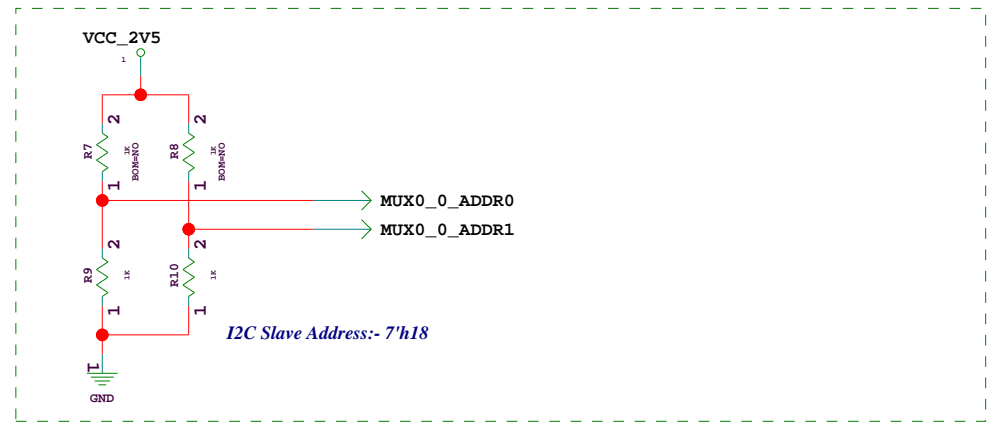 VCC_2V5
1
2
2
R7
1K
BOM=NO
R8
1K
BOM=NO
1
1
MUX0_0_ADDR0
MUX0_0_ADDR1
2
2
R9
1K
R10
1K
1
1
I2C Slave Address:- 7'h18
1
GND